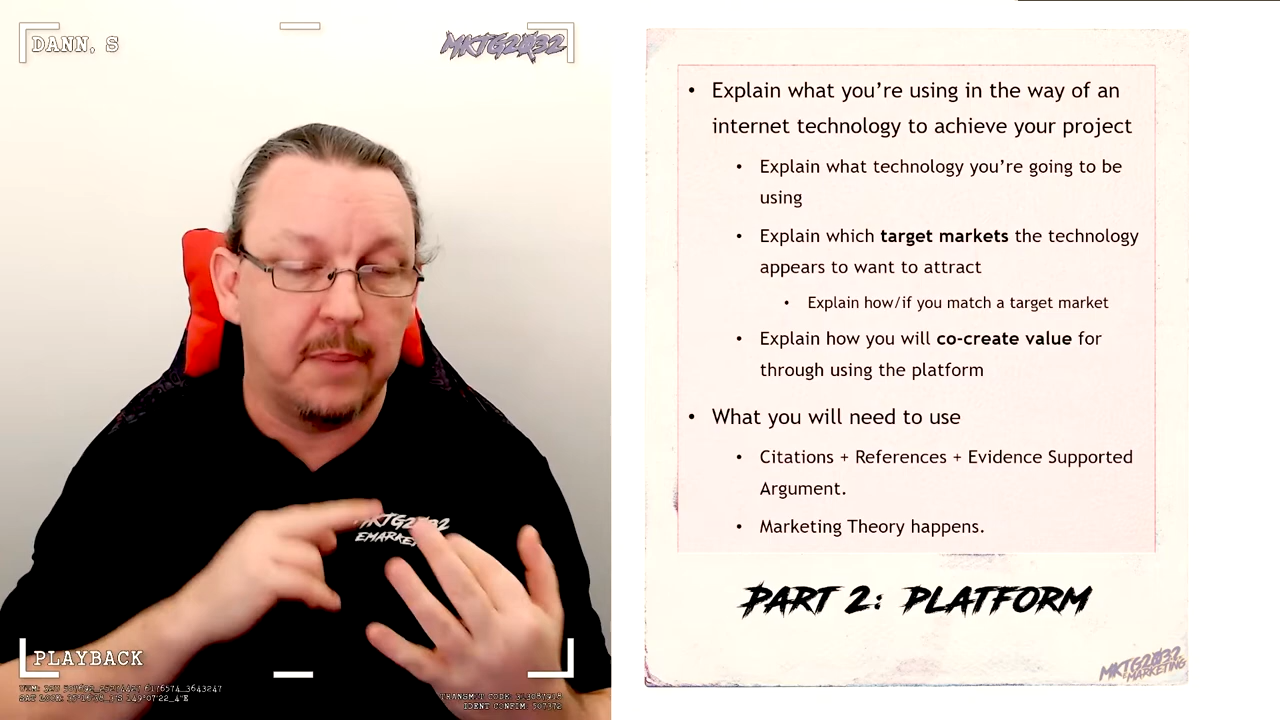 DANN, S
MKTG2032
• Explain what you're using in the way of an
internet technology to achieve your project
• Explain what technology you're going to be
using
• Explain which target markets the technology
appears to want to attract
• Explain how/if you match a target market
• Explain how you will co-create value for
through using the platform
• What you will need to use
• Citations + References + Evidence Supported
Argument.
• Marketing Theory happens.
PART 2: PLATFORM
MKTG2032
EMARKETING
PLAYBACK
IDENT CONFIM: 507372